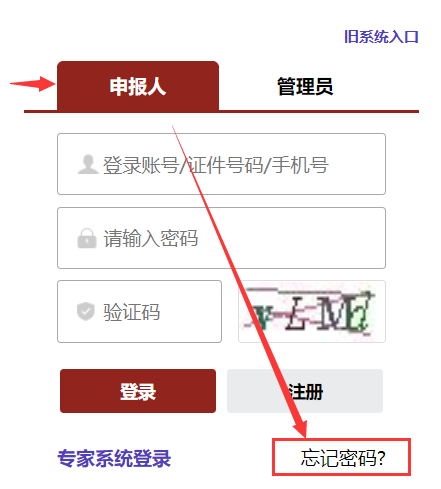 旧系统入口
申报人 管理员
登录账号/证件号码/手机号
请输入密码
验证码
登录 注册
专家系统登录 忘记密码?